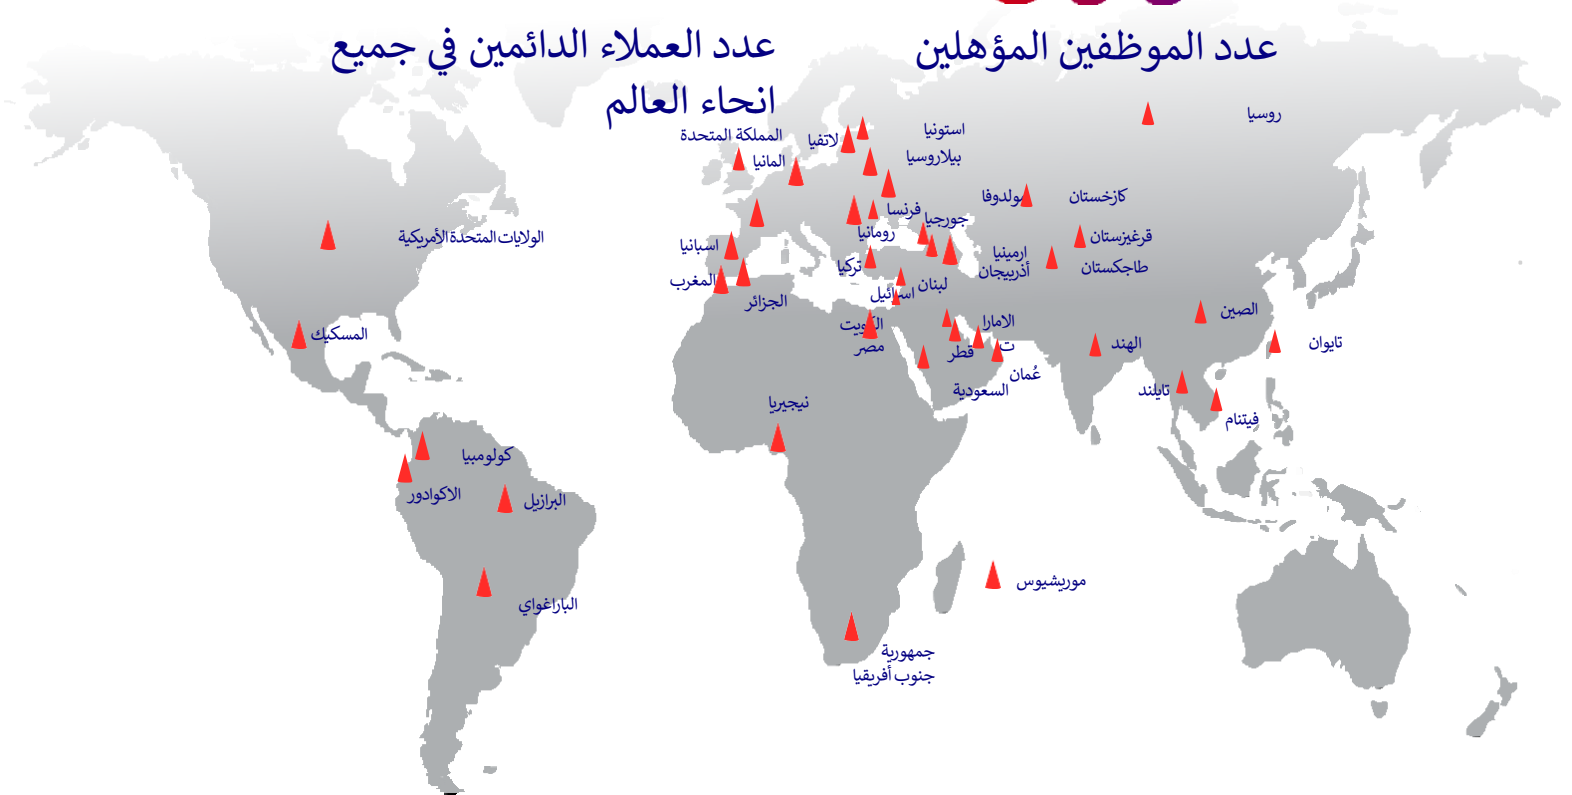 عدد الموظفين المؤهلين
عدد العملاء الدائمين في جميع
انحاء العالم
روسيا
استونيا
المملكة المتحدة
لاتفيا
بيلاروسيا
المانيا
كازخستان
مولدوفا
فرنسا
جورجيا
رومانيا
قرغيزستان
الولايات المتحدة الأمريكية
اسبانيا
ارمينيا
أذربيجان
طاجكستان
تركيا
المغرب
لبنان
اسرائيل
الجزائر
الصين
الامارا
ت
الكويت
المسكيك
تايوان
الهند
مصر
قطر
عُمان
السعودية
تايلند
نيجيريا
فيتنام
كولومبيا
الاكوادور
البرازيل
موريشيوس
الباراغواي
جمهورية
جنوب أفريقيا